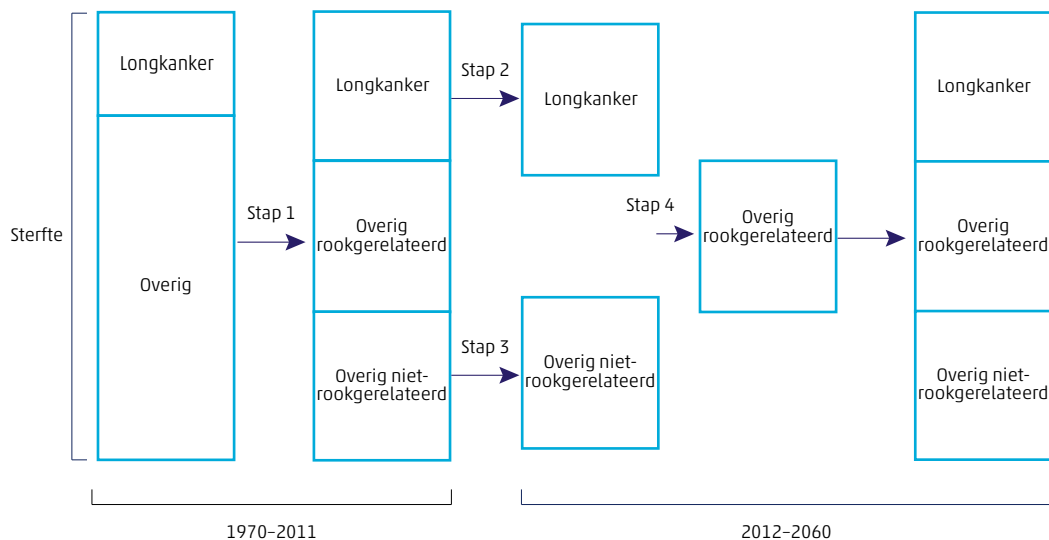 Sterfte
Longkanker
Overig
Stap 1
Longkanker
Overig
rookgerelateerd
Overig niet-
rookgerelateerd
Stap 2
Stap 3
Longkanker
Overig niet-
rookgerelateerd
Stap 4
Overig
rookgerelateerd
Longkanker
Overig
rookgerelateerd
Overig niet-
rookgerelateerd
1970–2011
2012–2060